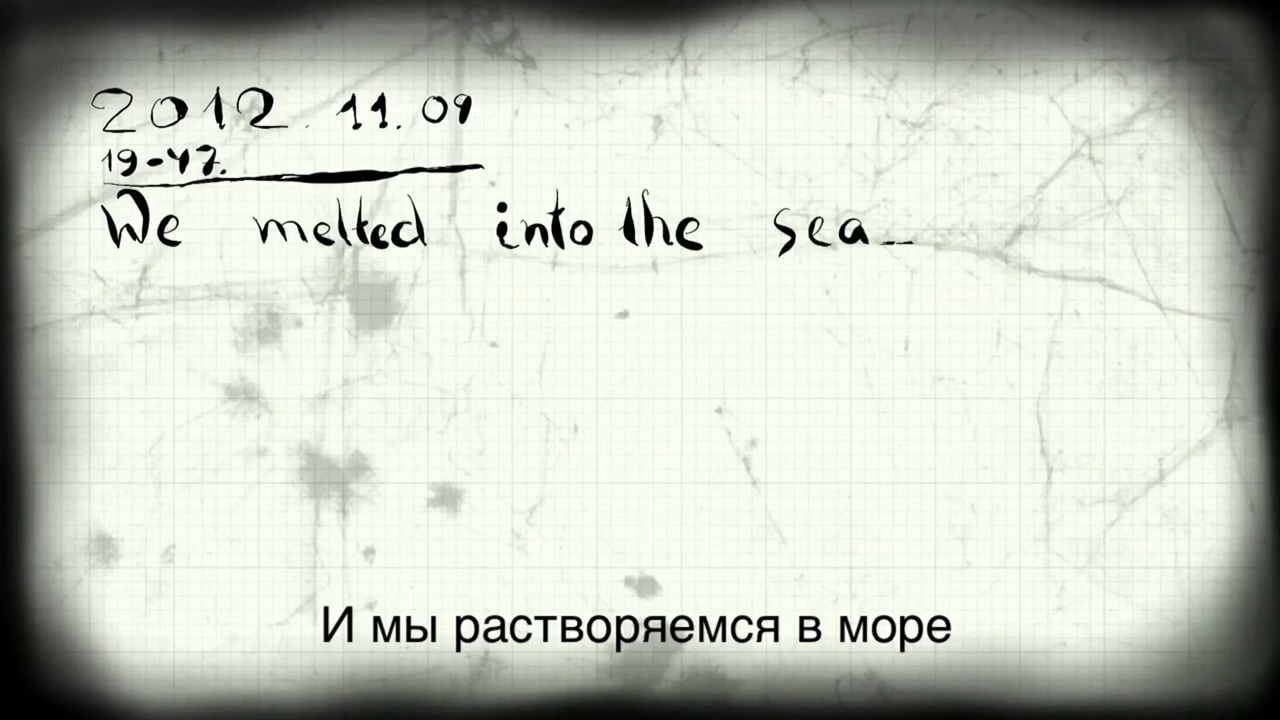 2012. 11. 09
19-47.
We melted into the sea_
И мы растворяемся в море